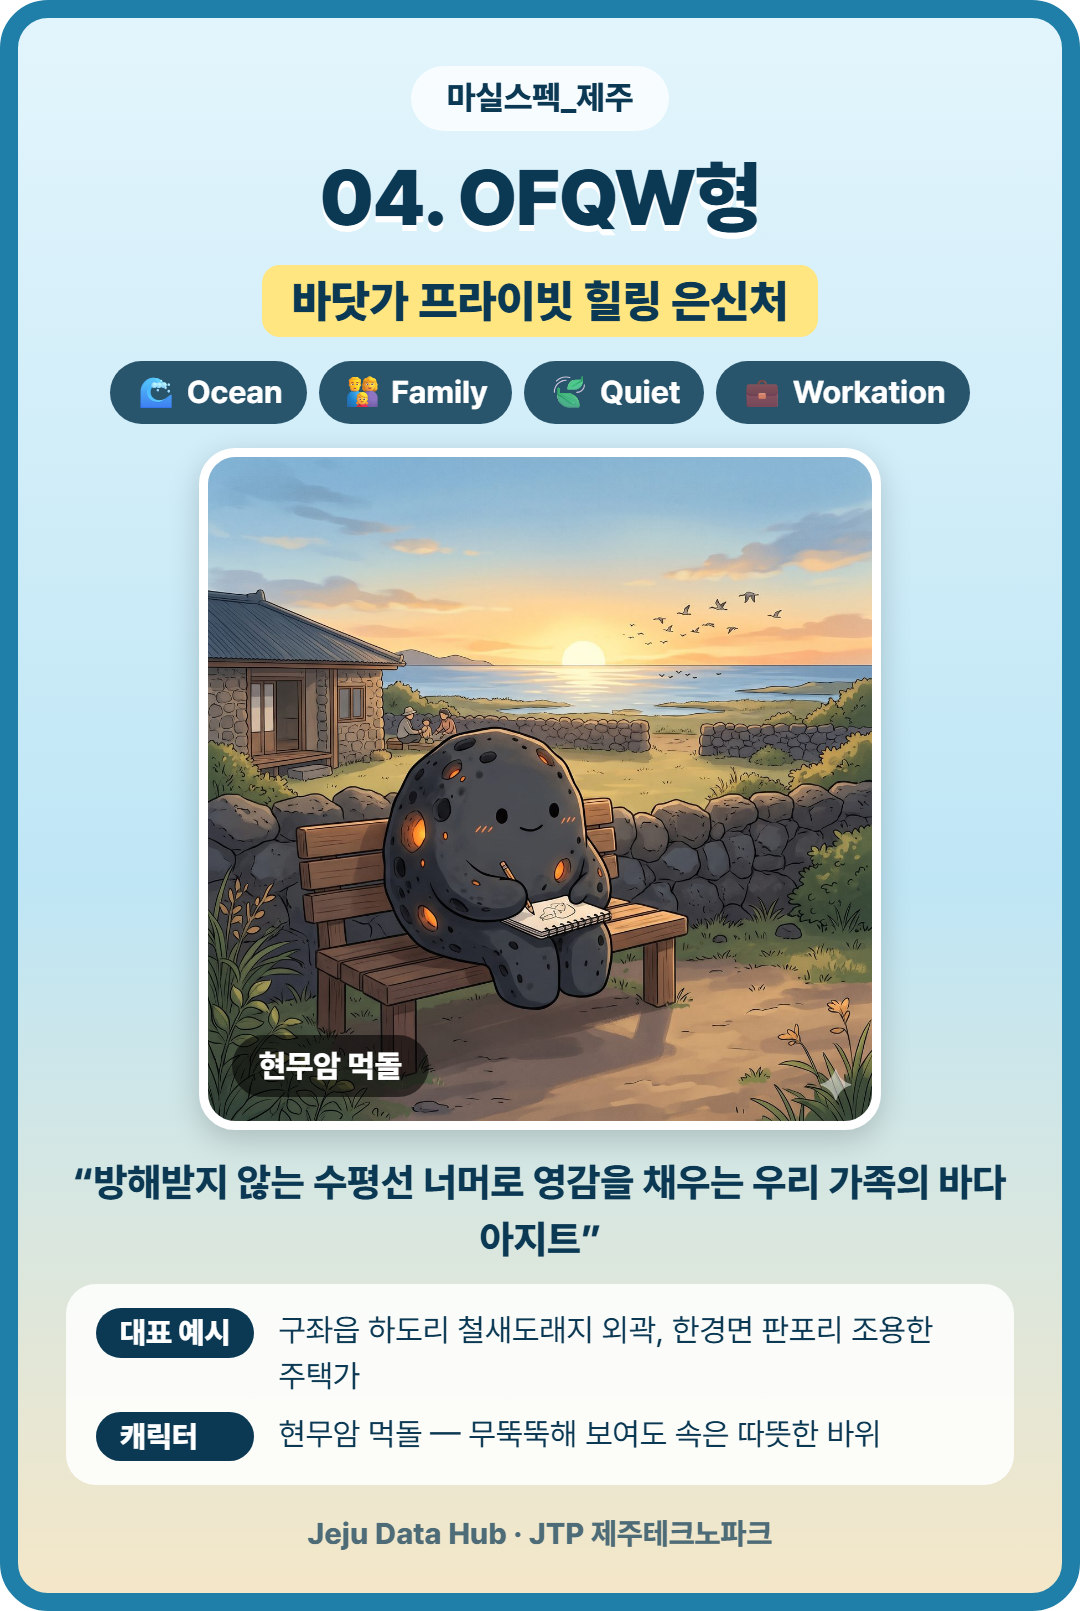 마실스펙_제주
04. OFQW형
바닷가 프라이빗 힐링 은신처
Ocean
Family
Quiet
Workation
현무암 먹돌
“방해받지 않는 수평선 너머로 영감을 채우는 우리 가족의 바다
아지트”
대표 예시
구좌읍 하도리 철새도래지 외곽, 한경면 판포리 조용한
주택가
캐릭터
현무암 먹돌 — 무뚝뚝해 보여도 속은 따뜻한 바위
Jeju Data Hub · JTP 제주테크노파크